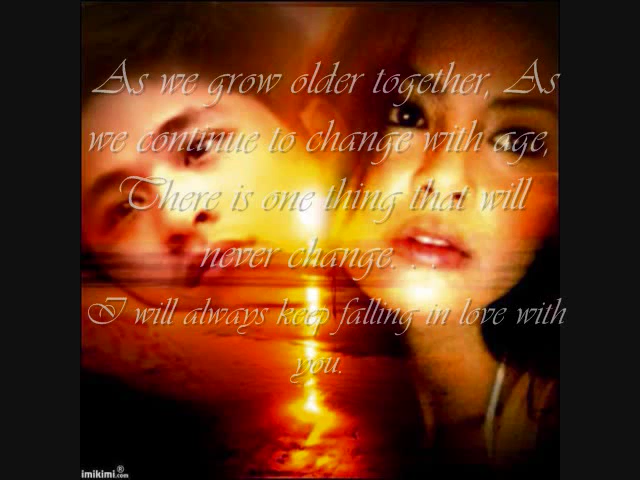 As we grow older together, As
we continue to change with age,
There is one thing that will
never change. . .
I will always keep falling in love with
you.
imikimi.com®